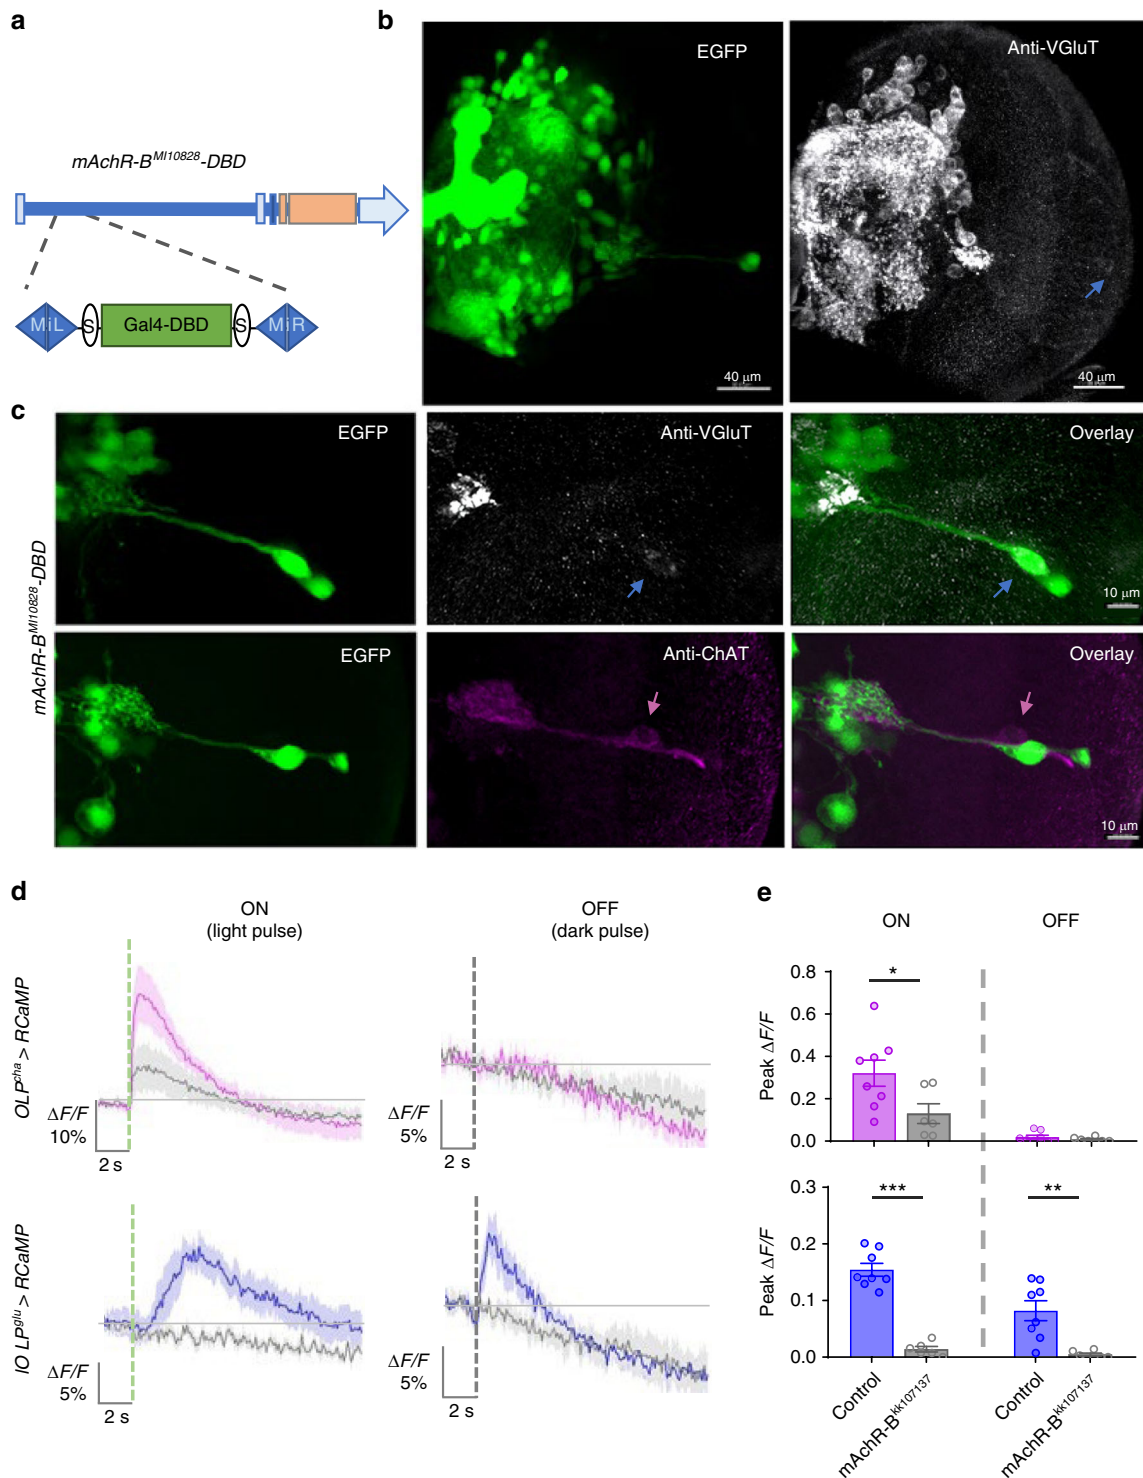 a
mAchR-B^MI10828-DBD
MiL
S
Gal4-DBD
S
MiR
b
EGFP
Anti-VGluT
40 µm
40 µm
c
mAchR-B^MI10828-DBD
EGFP
Anti-VGluT
Overlay
10 µm
EGFP
Anti-ChAT
Overlay
10 µm
d
ON
(light pulse)
OFF
(dark pulse)
OLP^cha > RCaMP
ΔF/F
10%
2 s
ΔF/F
5%
2 s
IO LP^glu > RCaMP
ΔF/F
5%
2 s
ΔF/F
5%
2 s
e
ON
OFF
Peak ΔF/F
0.8
0.6
0.4
0.2
0.0
*
Peak ΔF/F
0.3
0.2
0.1
0.0
***
**
Control
mAchR-B^kk107137
Control
mAchR-B^kk107137